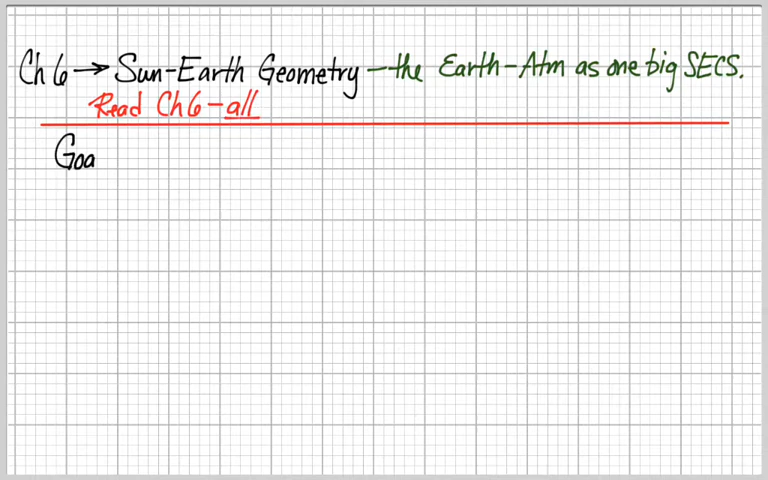 Ch 6 → Sun-Earth Geometry - the Earth-Atm as one big SECS.
Read Ch 6 - all
Goa